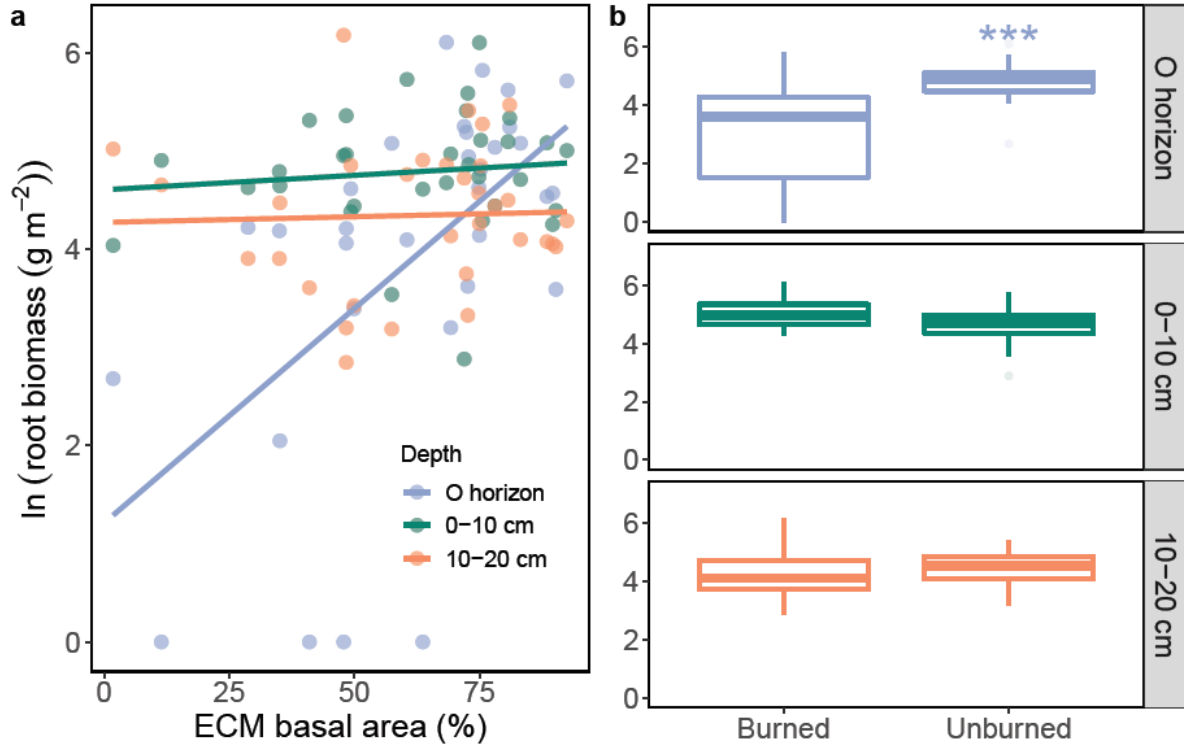 a
ln (root biomass (g m⁻²))
6
4
2
0
0 25 50 75
ECM basal area (%)
Depth
O horizon
0−10 cm
10−20 cm
b
***
6
4
2
0
O horizon
6
4
2
0
0−10 cm
6
4
2
0
10−20 cm
Burned Unburned